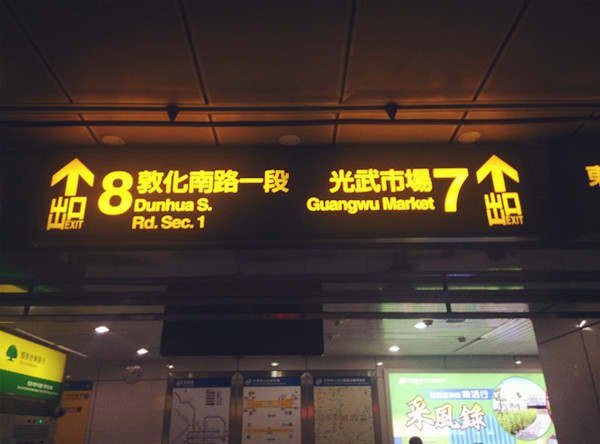 出口
EXIT
8
敦化南路一段
Dunhua S.
Rd. Sec. 1
光武市場
Guangwu Market
7
出口
EXIT
東
采風錄